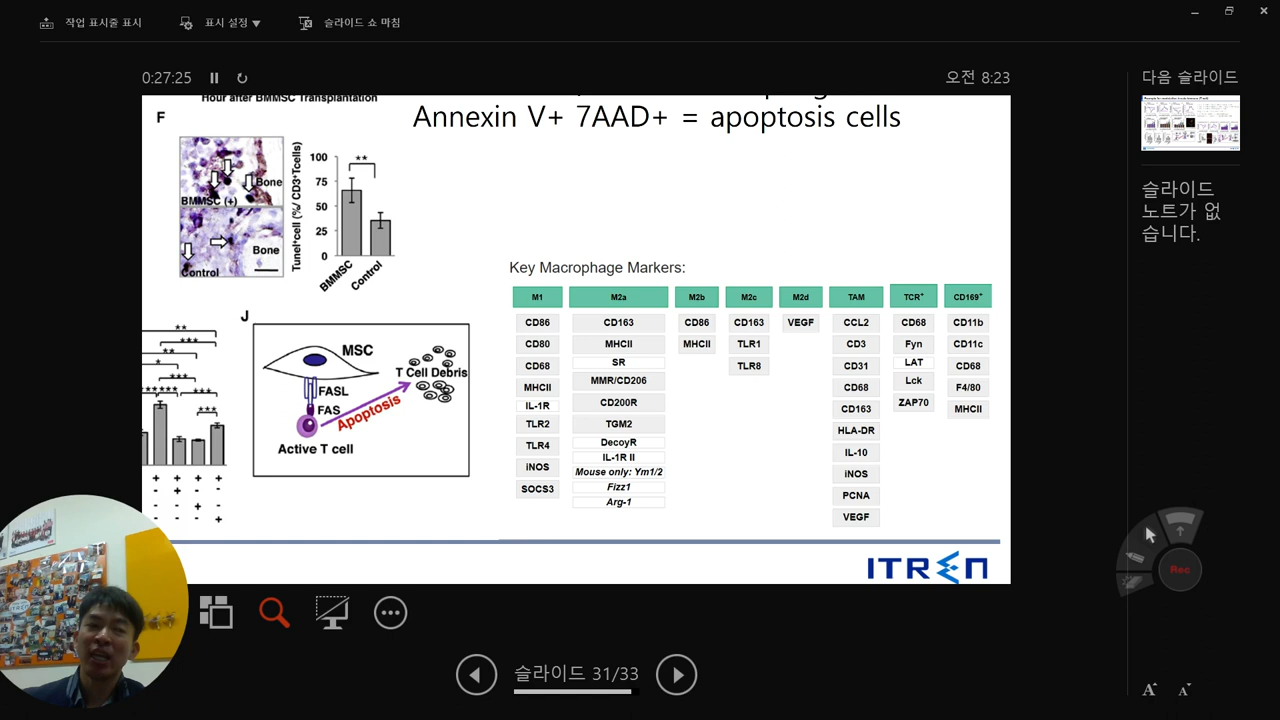 작업 표시줄 표시
표시 설정 ▼
슬라이드 쇼 마침
0:27:25
오전 8:23
다음 슬라이드
슬라이드
노트가 없
습니다.
Hour after BMMSC Transplantation
Annexin V+ 7AAD+ = apoptosis cells
F
Bone
BMMSC (+)
Bone
Control
Tunel+cell (%/ CD3+Tcells)
100
75
50
25
0
**
BMMSC
Control
J
MSC
FASL
FAS
Apoptosis
T Cell Debris
Active T cell
**
***
**
*
***
******
***
***
+ + + +
- + - -
- - + -
- - - +
Key Macrophage Markers:
M1 M2a M2b M2c M2d TAM TCR+ CD169+
CD86 CD163 CD86 CD163 VEGF CCL2 CD68 CD11b
CD80 MHCII MHCII TLR1 CD3 Fyn CD11c
CD68 SR TLR8 CD31 LAT CD68
MHCII MMR/CD206 CD68 Lck F4/80
IL-1R CD200R CD163 ZAP70 MHCII
TLR2 TGM2 HLA-DR
TLR4 DecoyR IL-10
iNOS IL-1R II iNOS
SOCS3 Mouse only: Ym1/2 PCNA
Fizz1 VEGF
Arg-1
ITREN
Rec
슬라이드 31/33
A A